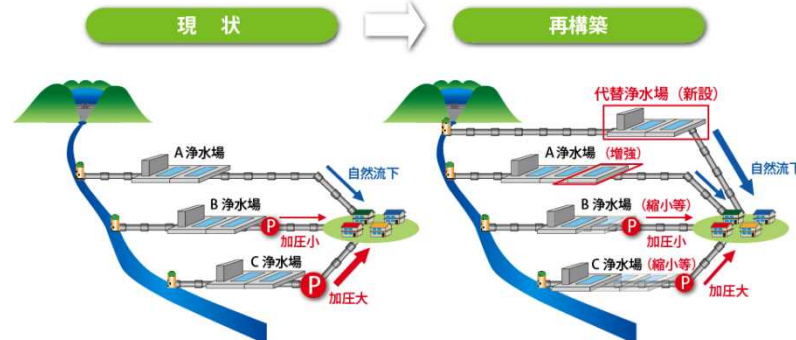 現 状
再構築
A 浄水場
自然流下
B 浄水場
P
加圧小
C 浄水場
P
加圧大
代替浄水場（新設）
A 浄水場（増強）
自然流下
B 浄水場（縮小等）
P
加圧小
C 浄水場（縮小等）
P
加圧大